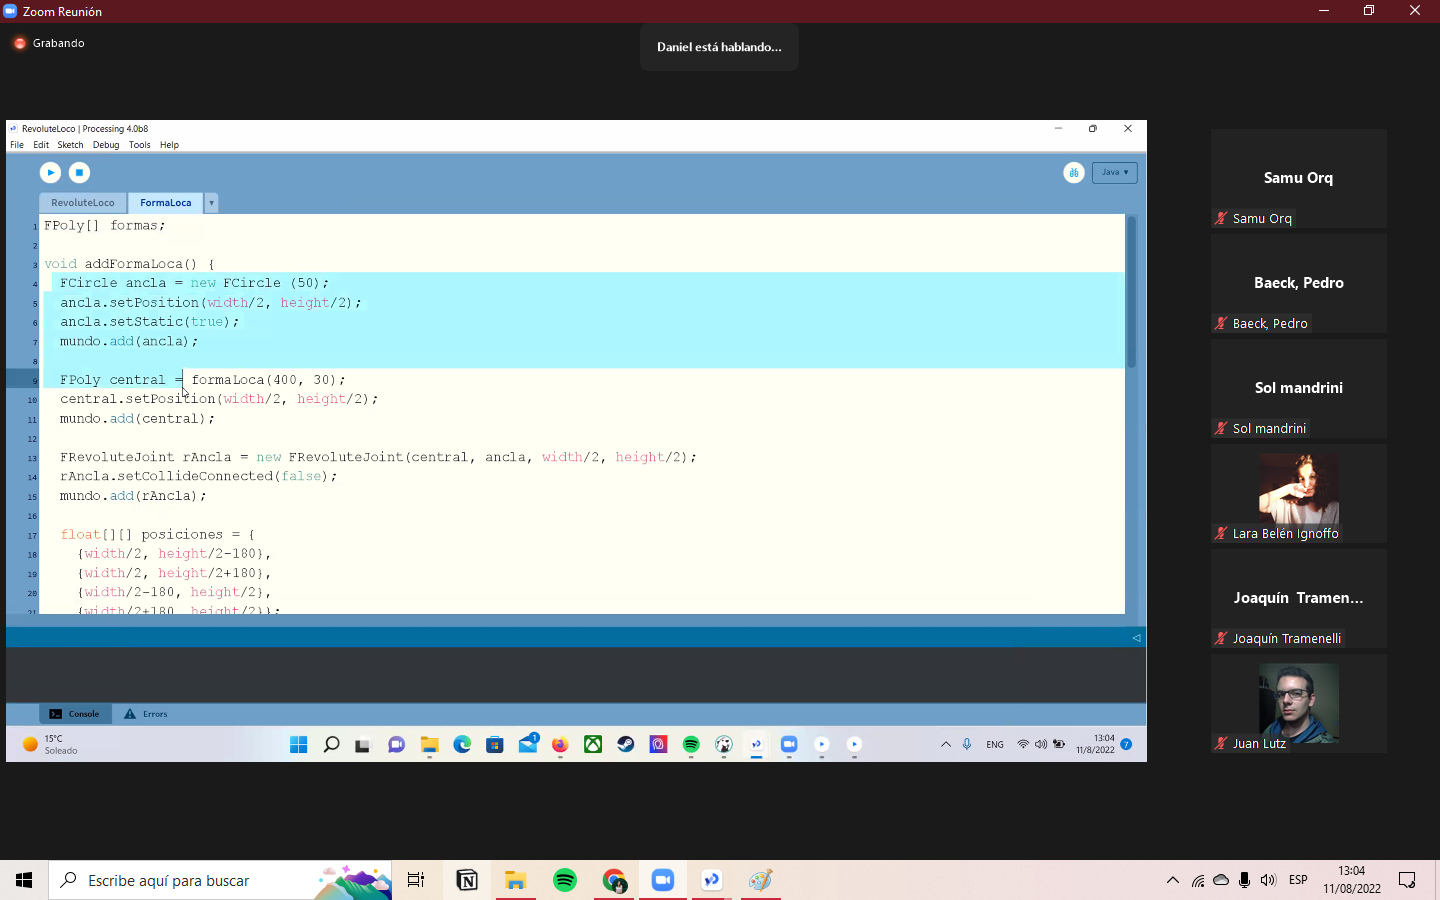 Zoom Reunión
Grabando
Daniel está hablando...
RevoluteLoco | Processing 4.0b8
File Edit Sketch Debug Tools Help
Java ▾
RevoluteLoco FormaLoca ▾
1 FPoly[] formas;
2
3 void addFormaLoca() {
4 FCircle ancla = new FCircle (50);
5 ancla.setPosition(width/2, height/2);
6 ancla.setStatic(true);
7 mundo.add(ancla);
8
9 FPoly central = formaLoca(400, 30);
10 central.setPosition(width/2, height/2);
11 mundo.add(central);
12
13 FRevoluteJoint rAncla = new FRevoluteJoint(central, ancla, width/2, height/2);
14 rAncla.setCollideConnected(false);
15 mundo.add(rAncla);
16
17 float[][] posiciones = {
18 {width/2, height/2-180},
19 {width/2, height/2+180},
20 {width/2-180, height/2},
21 {width/2+180, height/2}};
Console Errors
15°C
Soleado
1
ENG
13:04
11/8/2022
7
Samu Orq
Samu Orq
Baeck, Pedro
Baeck, Pedro
Sol mandrini
Sol mandrini
Lara Belén Ignoffo
Joaquín Tramen...
Joaquín Tramenelli
Juan Lutz
Escribe aquí para buscar
ESP
13:04
11/08/2022